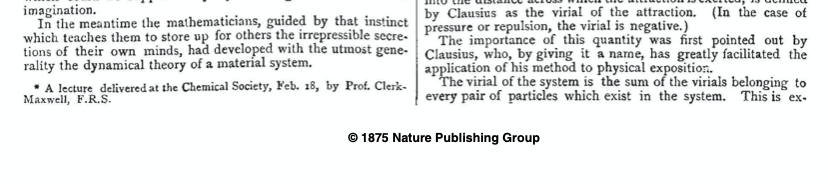 imagination.
In the meantime the mathematicians, guided by that instinct
which teaches them to store up for others the irrepressible secre-
tions of their own minds, had developed with the utmost gene-
rality the dynamical theory of a material system.
* A lecture delivered at the Chemical Society, Feb. 18, by Prof. Clerk-
Maxwell, F.R.S.
by Clausius as the virial of the attraction. (In the case of
pressure or repulsion, the virial is negative.)
The importance of this quantity was first pointed out by
Clausius, who, by giving it a name, has greatly facilitated the
application of his method to physical exposition.
The virial of the system is the sum of the virials belonging to
every pair of particles which exist in the system. This is ex-
© 1875 Nature Publishing Group